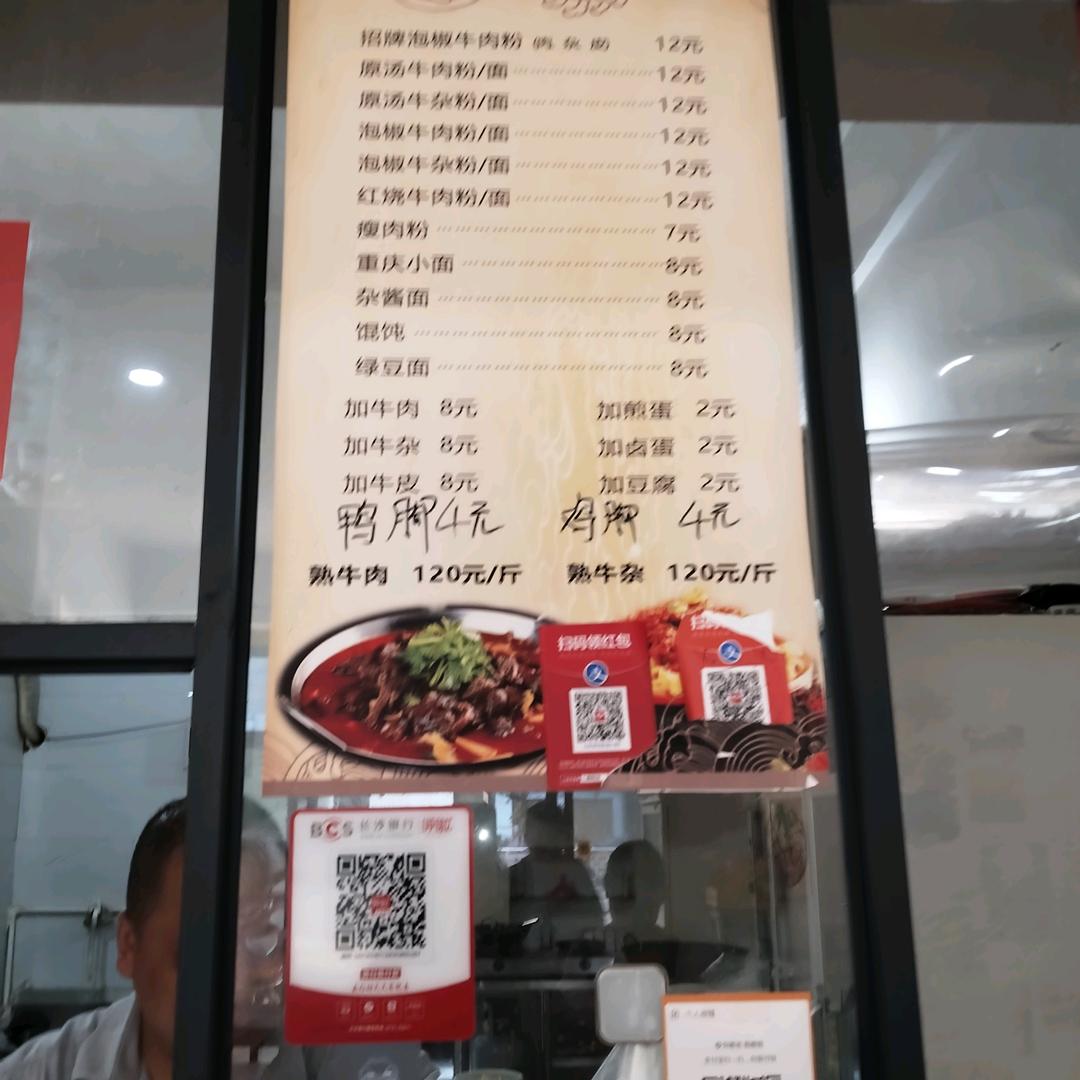 招牌泡椒牛肉粉 12元
原汤牛肉粉/面 12元
原汤牛杂粉/面 12元
泡椒牛肉粉/面 12元
泡椒牛杂粉/面 12元
红烧牛肉粉/面 12元
瘦肉粉 7元
重庆小面 8元
杂酱面 8元
馄饨 8元
绿豆面 8元
加牛肉 8元 加煎蛋 2元
加牛杂 8元 加卤蛋 2元
加牛皮 8元 加豆腐 2元
鸭脚4元 鸡脚 4元
熟牛肉 120元/斤 熟牛杂 120元/斤
扫码领红包
支
支
BCS 长沙银行